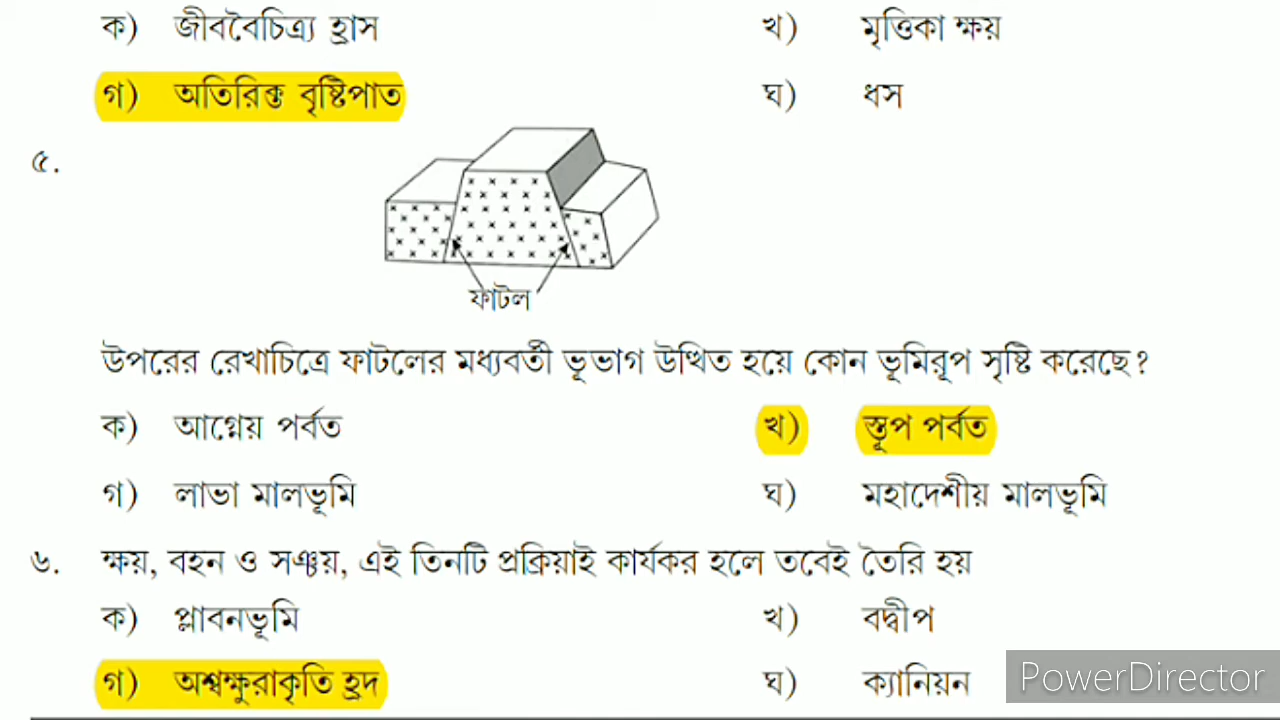 ক) জীববৈচিত্র্য হ্রাস খ) মৃত্তিকা ক্ষয়
গ) অতিরিক্ত বৃষ্টিপাত ঘ) ধস
৫.
ফাটল
উপরের রেখাচিত্রে ফাটলের মধ্যবর্তী ভূভাগ উত্থিত হয়ে কোন ভূমিরূপ সৃষ্টি করেছে?
ক) আগ্নেয় পর্বত খ) স্তূপ পর্বত
গ) লাভা মালভূমি ঘ) মহাদেশীয় মালভূমি
৬. ক্ষয়, বহন ও সঞ্চয়, এই তিনটি প্রক্রিয়াই কার্যকর হলে তবেই তৈরি হয়
ক) প্লাবনভূমি খ) বদ্বীপ
গ) অশ্বক্ষুরাকৃতি হ্রদ ঘ) ক্যানিয়ন
PowerDirector